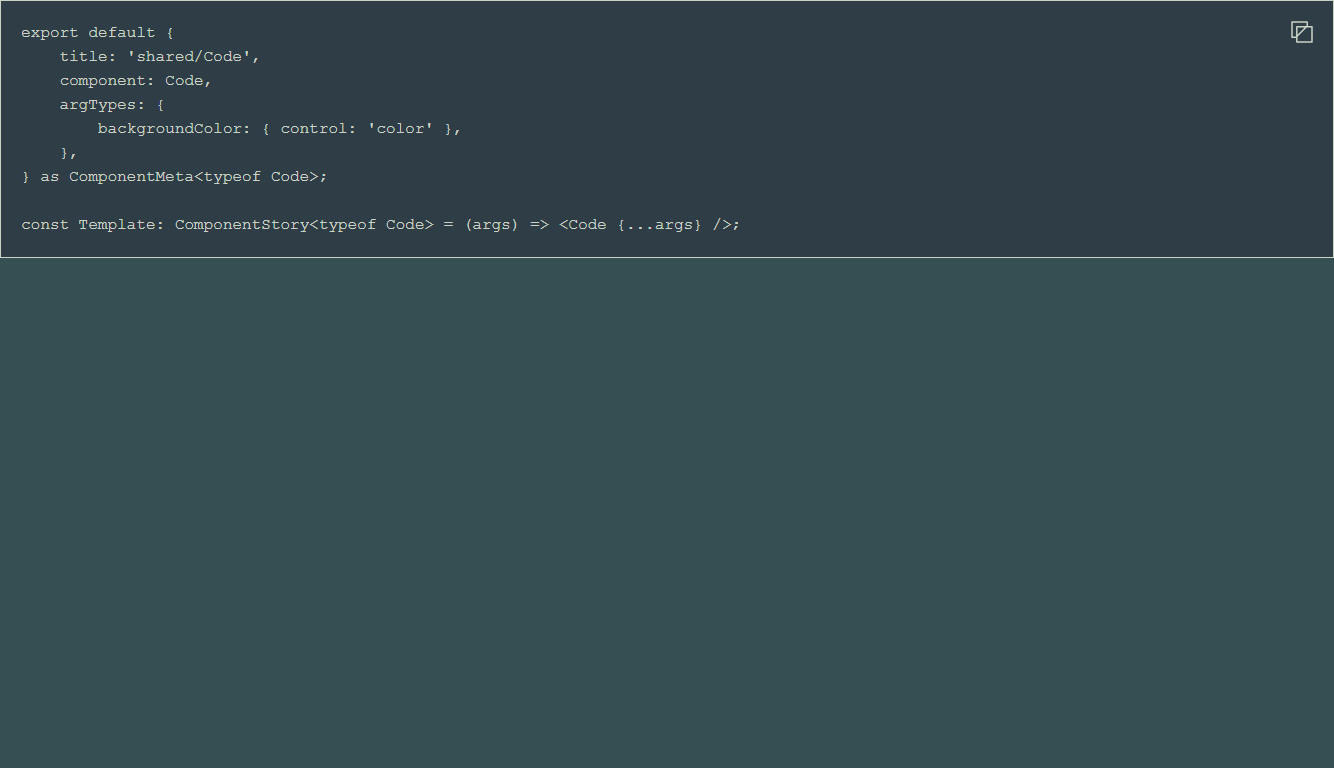 export default {
    title: 'shared/Code',
    component: Code,
    argTypes: {
        backgroundColor: { control: 'color' },
    },
} as ComponentMeta<typeof Code>;

const Template: ComponentStory<typeof Code> = (args) => <Code {...args} />;